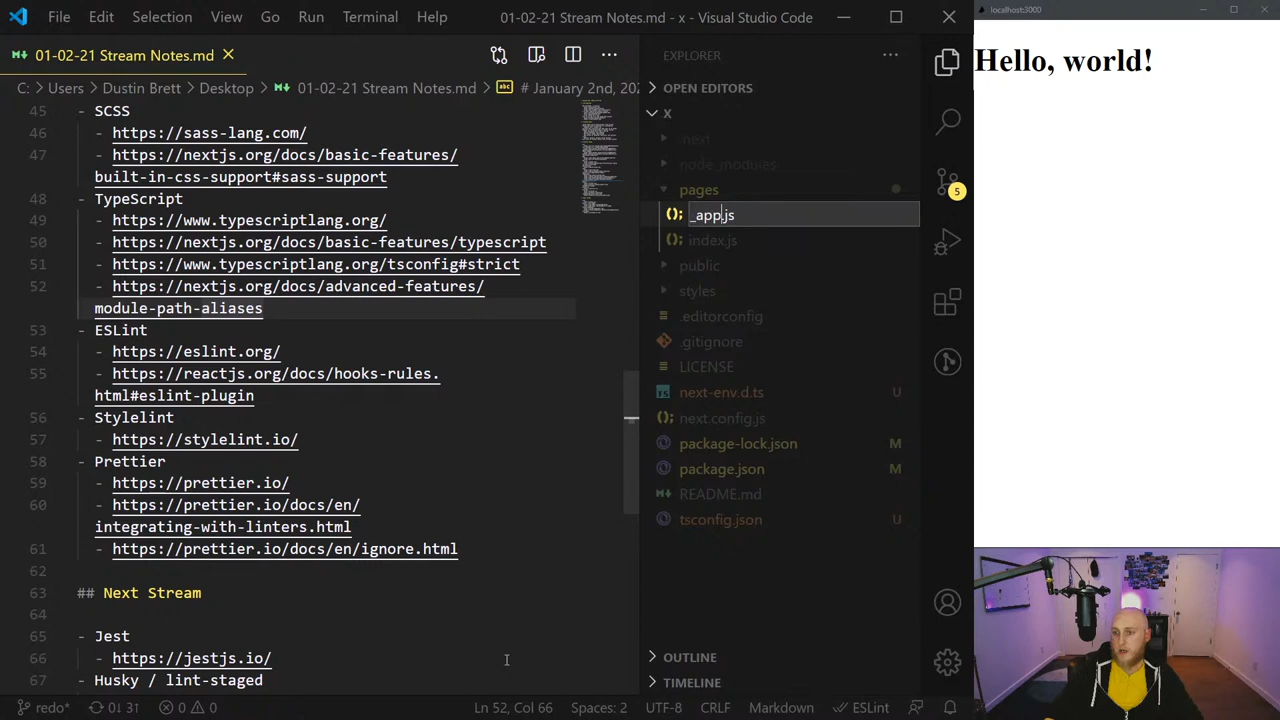 File Edit Selection View Go Run Terminal Help 01-02-21 Stream Notes.md - x - Visual Studio Code
localhost:3000
01-02-21 Stream Notes.md
C: > Users > Dustin Brett > Desktop > 01-02-21 Stream Notes.md > # January 2nd, 202
45 - SCSS
46 - https://sass-lang.com/
47 - https://nextjs.org/docs/basic-features/
built-in-css-support#sass-support
48 - TypeScript
49 - https://www.typescriptlang.org/
50 - https://nextjs.org/docs/basic-features/typescript
51 - https://www.typescriptlang.org/tsconfig#strict
52 - https://nextjs.org/docs/advanced-features/
module-path-aliases
53 - ESLint
54 - https://eslint.org/
55 - https://reactjs.org/docs/hooks-rules.
html#eslint-plugin
56 - Stylelint
57 - https://stylelint.io/
58 - Prettier
59 - https://prettier.io/
60 - https://prettier.io/docs/en/
integrating-with-linters.html
61 - https://prettier.io/docs/en/ignore.html
62
63 ## Next Stream
64
65 - Jest
66 - https://jestjs.io/
67 - Husky / lint-staged
EXPLORER
OPEN EDITORS
X
.next
node_modules
pages
_app.js
index.js
public
styles
.editorconfig
.gitignore
LICENSE
next-env.d.ts U
next.config.js
package-lock.json M
package.json M
README.md
tsconfig.json U
OUTLINE
TIMELINE
5
Hello, world!
redo* 0↓ 31↑ 0 0 Ln 52, Col 66 Spaces: 2 UTF-8 CRLF Markdown ESLint